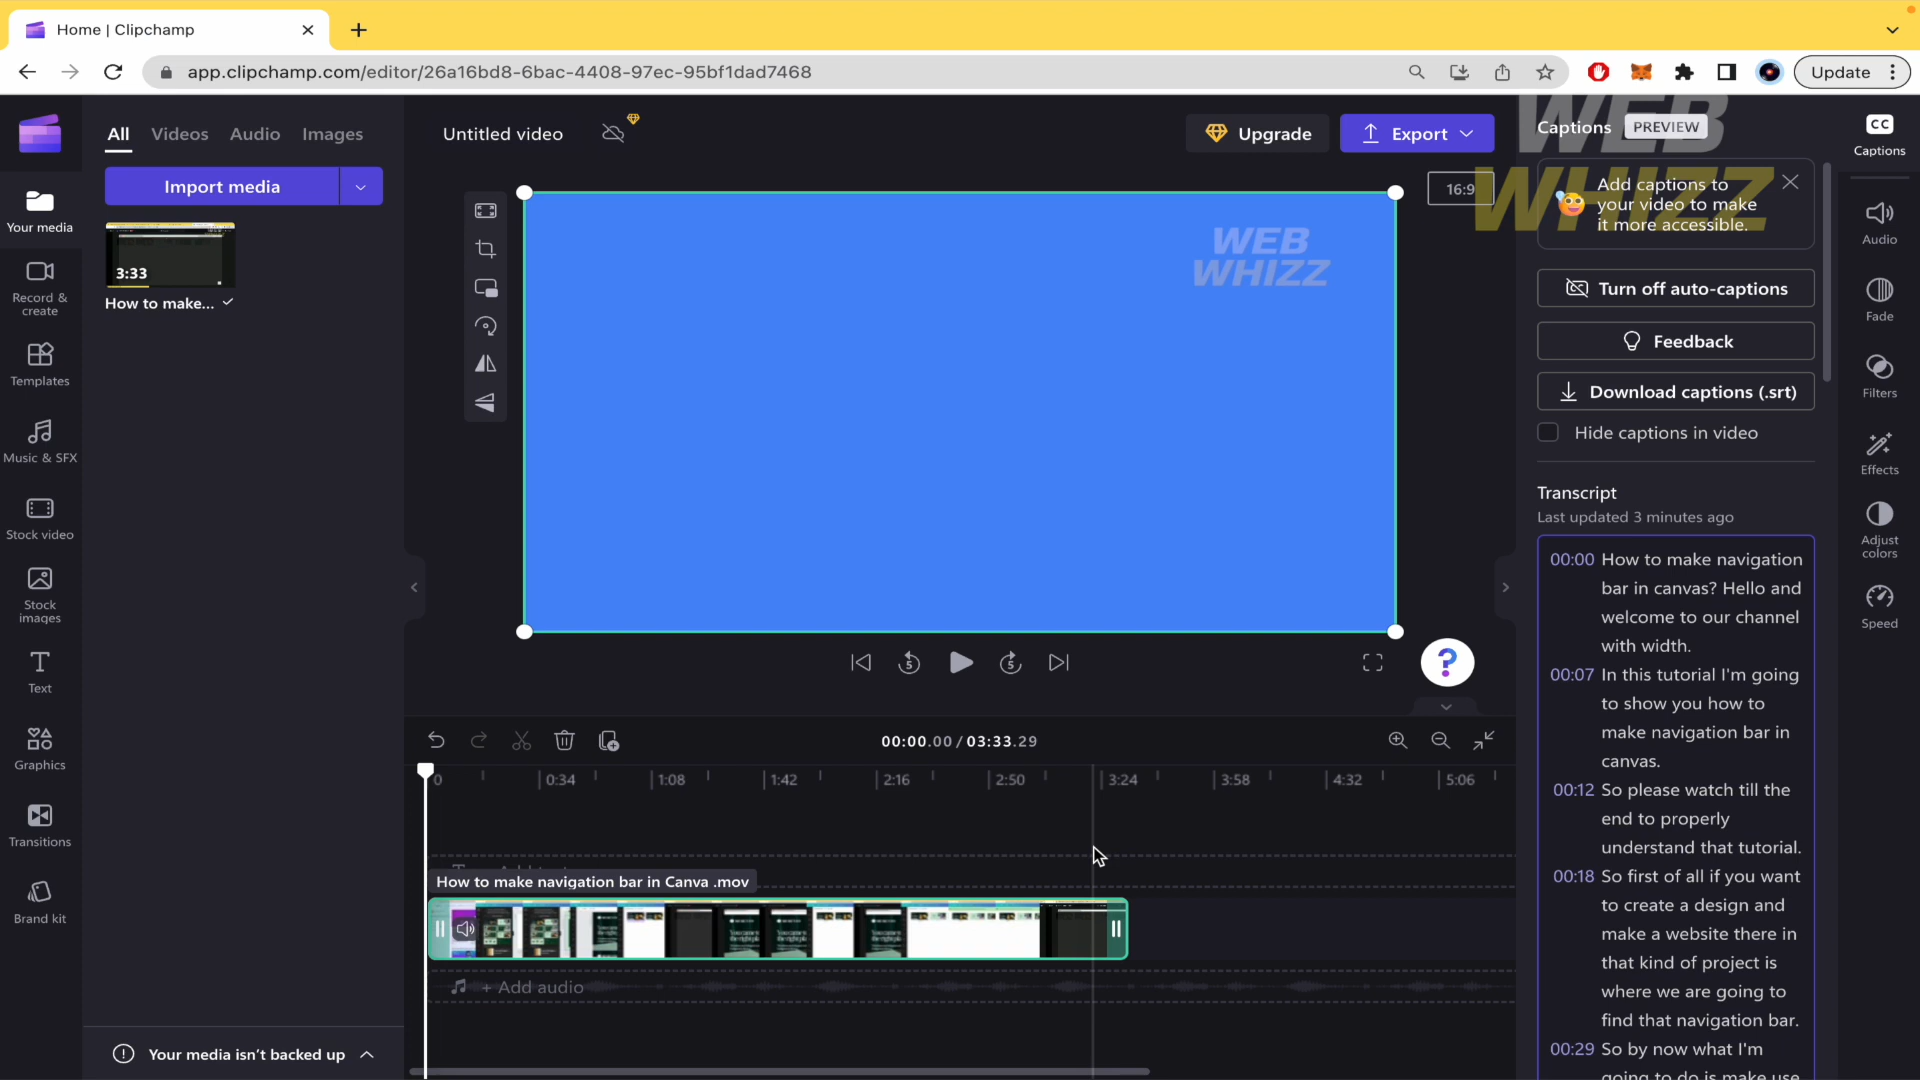 Home | Clipchamp
app.clipchamp.com/editor/26a16bd8-6bac-4408-97ec-95bf1dad7468
Update
All Videos Audio Images
Import media
3:33
How to make...
Your media
Record &
create
Templates
Music & SFX
Stock video
Stock
images
Text
Graphics
Transitions
Brand kit
Your media isn't backed up
Untitled video
Upgrade
Export
16:9
WEB
WHIZZ
5
5
?
00:00.00 / 03:33.29
0 0:34 1:08 1:42 2:16 2:50 3:24 3:58 4:32 5:06
How to make navigation bar in Canva .mov
+ Add audio
WEB
WHIZZ
Captions PREVIEW
Add captions to
your video to make
it more accessible.
Turn off auto-captions
Feedback
Download captions (.srt)
Hide captions in video
Transcript
Last updated 3 minutes ago
00:00 How to make navigation
bar in canvas? Hello and
welcome to our channel
with width.
00:07 In this tutorial I'm going
to show you how to
make navigation bar in
canvas.
00:12 So please watch till the
end to properly
understand that tutorial.
00:18 So first of all if you want
to create a design and
make a website there in
that kind of project is
where we are going to
find that navigation bar.
00:29 So by now what I'm
going to do is make use
CC
Captions
Audio
Fade
Filters
Effects
Adjust
colors
Speed